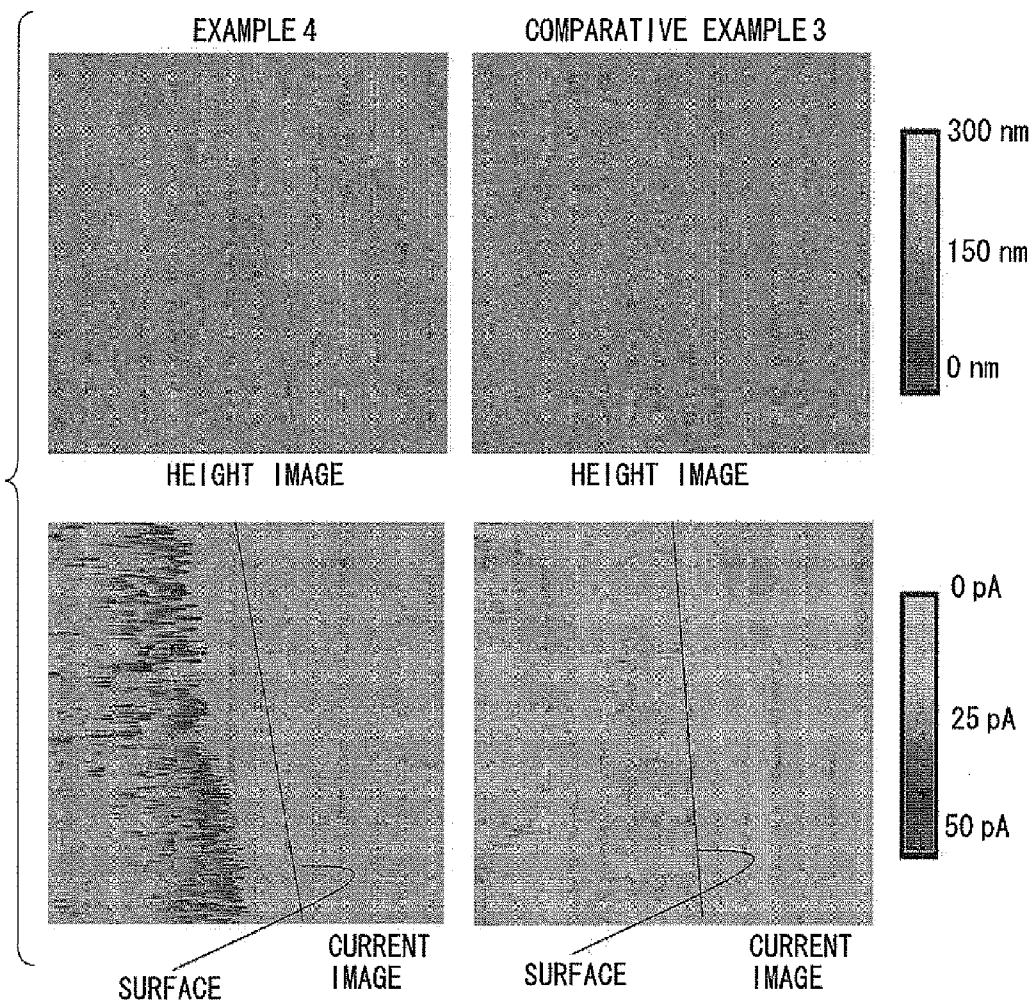 EXAMPLE 4
COMPARATIVE EXAMPLE 3
300 nm
150 nm
0 nm
HEIGHT IMAGE
HEIGHT IMAGE
0 pA
25 pA
50 pA
SURFACE
CURRENT
IMAGE
SURFACE
CURRENT
IMAGE